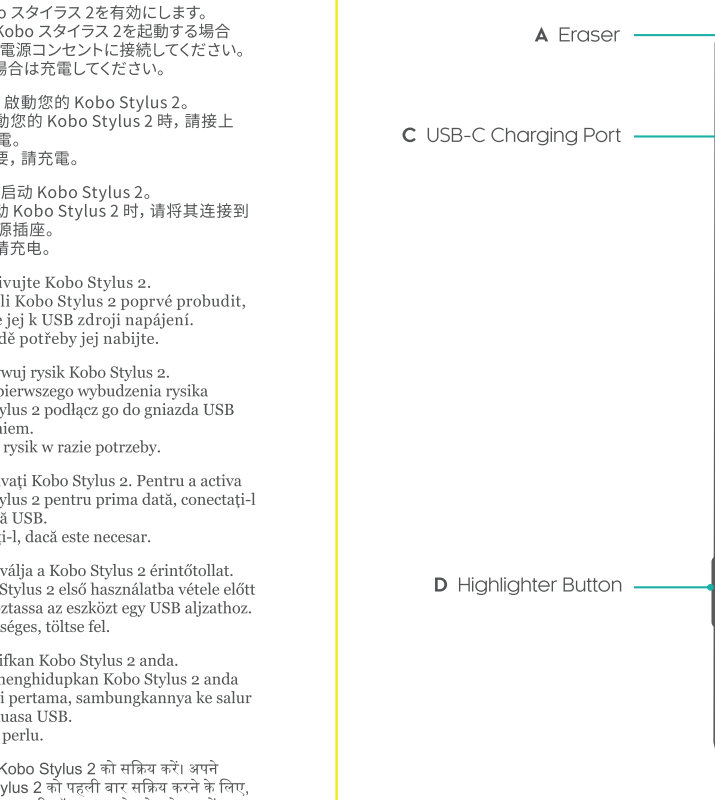 スタイラス 2を有効にします。
Kobo スタイラス 2を起動する場合
電源コンセントに接続してください。
場合は充電してください。
啟動您的 Kobo Stylus 2。
動您的 Kobo Stylus 2 時，請接上
電。
要，請充電。
启动 Kobo Stylus 2。
动 Kobo Stylus 2 时，请将其连接到
源插座。
请充电。
ivujte Kobo Stylus 2.
li Kobo Stylus 2 poprvé probudit,
jej k USB zdroji napájení.
dě potřeby jej nabijte.
wuj rysik Kobo Stylus 2.
pierwszego wybudzenia rysika
ylus 2 podłącz go do gniazda USB
niem.
rysik w razie potrzeby.
vați Kobo Stylus 2. Pentru a activa
ylus 2 pentru prima dată, conectați-l
ă USB.
ți-l, dacă este necesar.
válja a Kobo Stylus 2 érintőtollat.
Stylus 2 első használatba vétele előtt
oztassa az eszközt egy USB aljzathoz.
séges, töltse fel.
ifkan Kobo Stylus 2 anda.
menghidupkan Kobo Stylus 2 anda
i pertama, sambungkannya ke salur
kuasa USB.
perlu.
Kobo Stylus 2 को सक्रिय करें। अपने
ylus 2 को पहली बार सक्रिय करने के लिए,
A Eraser
C USB-C Charging Port
D Highlighter Button